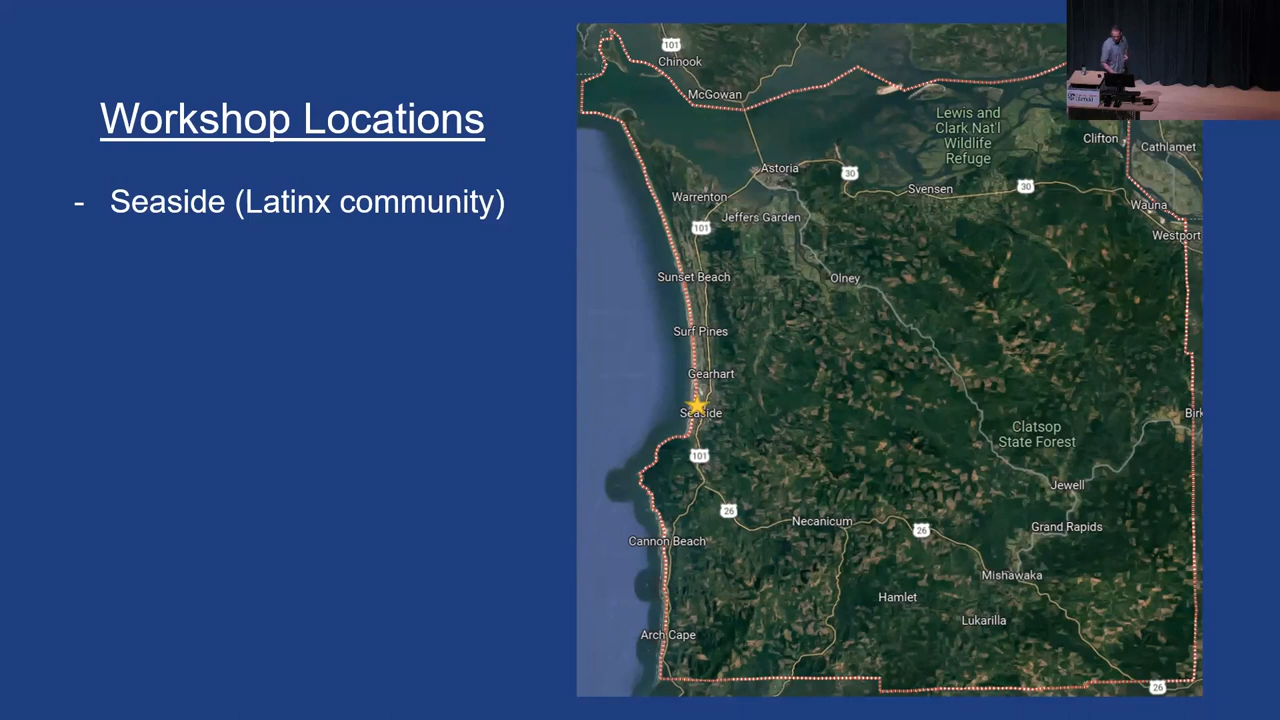 Workshop Locations
- Seaside (Latinx community)
101
Chinook
McGowan
Lewis and
Clark Nat'l
Wildlife
Refuge
Clifton
Cathlamet
Astoria
30
Svensen
30
Warrenton
Jeffers Garden
Wauna
101
Westport
Sunset Beach
Olney
Surf Pines
Gearhart
Seaside
Birk
Clatsop
State Forest
101
Jewell
26
Necanicum
26
Grand Rapids
Cannon Beach
Mishawaka
Hamlet
Lukarilla
Arch Cape
26